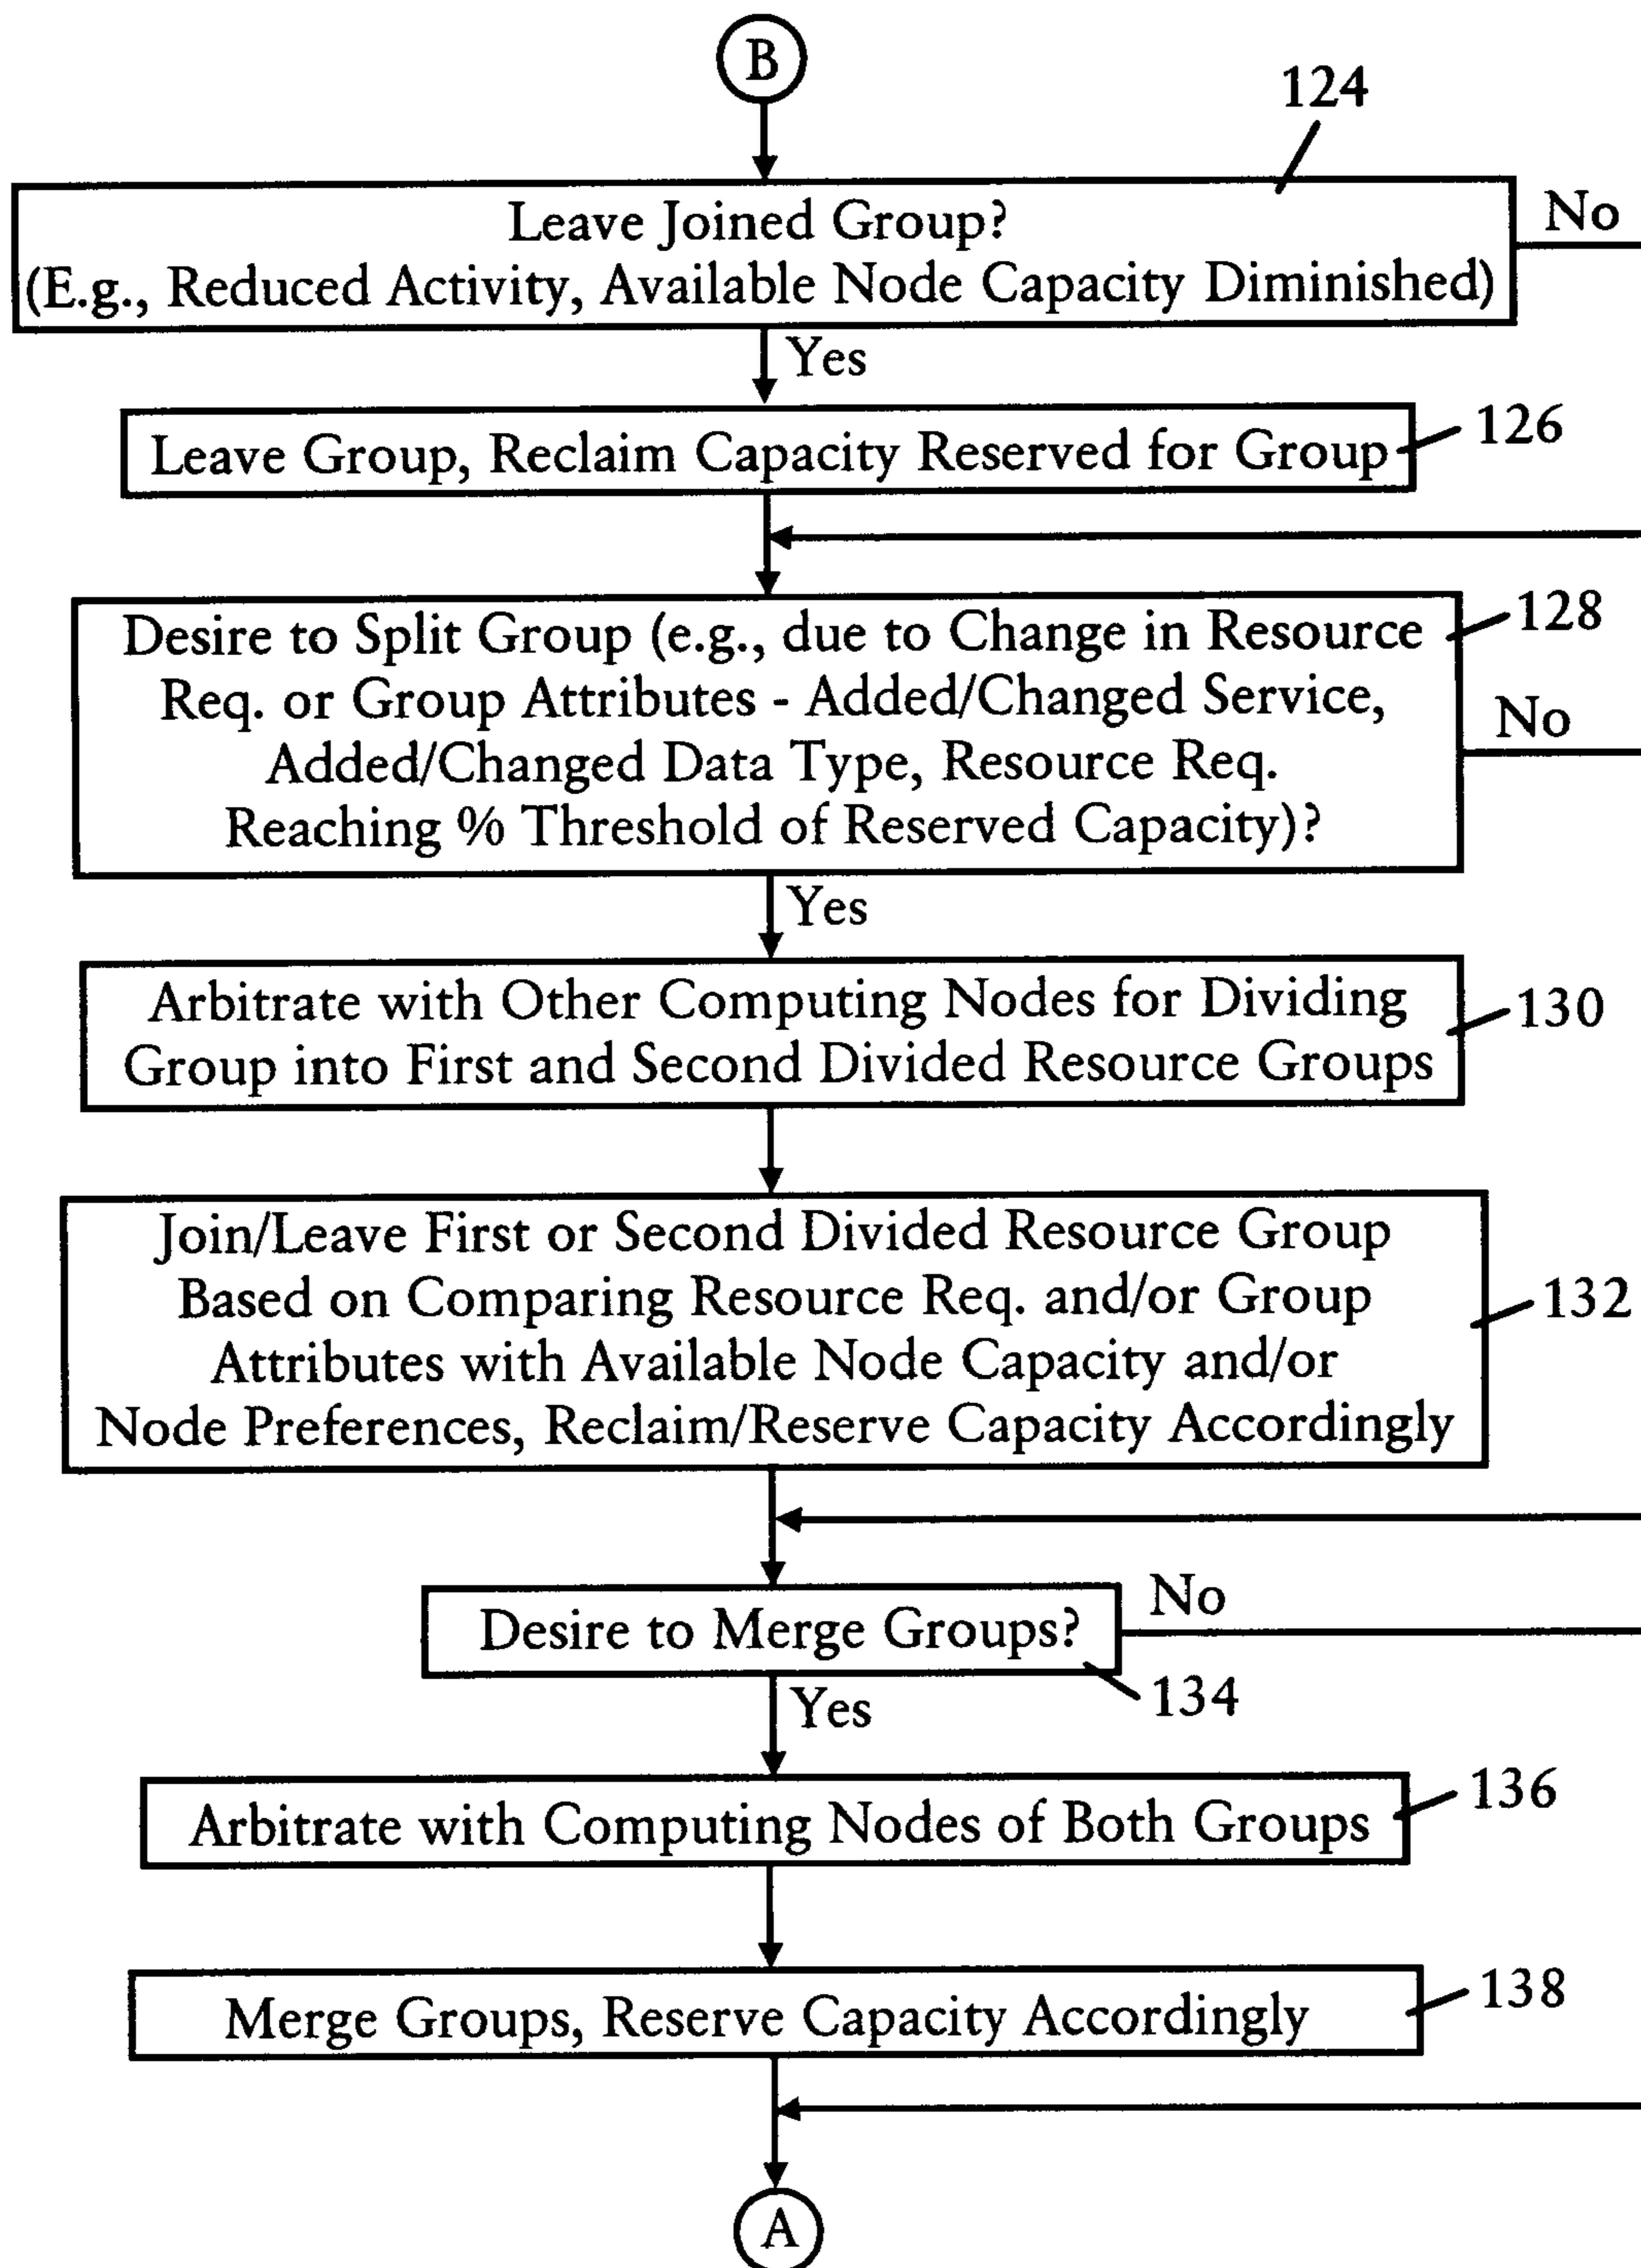 B
124
Leave Joined Group?
(E.g., Reduced Activity, Available Node Capacity Diminished)
No
Yes
Leave Group, Reclaim Capacity Reserved for Group
126
Desire to Split Group (e.g., due to Change in Resource
Req. or Group Attributes - Added/Changed Service,
Added/Changed Data Type, Resource Req.
Reaching % Threshold of Reserved Capacity)?
128
No
Yes
Arbitrate with Other Computing Nodes for Dividing
Group into First and Second Divided Resource Groups
130
Join/Leave First or Second Divided Resource Group
Based on Comparing Resource Req. and/or Group
Attributes with Available Node Capacity and/or
Node Preferences, Reclaim/Reserve Capacity Accordingly
132
Desire to Merge Groups?
No
134
Yes
Arbitrate with Computing Nodes of Both Groups
136
Merge Groups, Reserve Capacity Accordingly
138
A